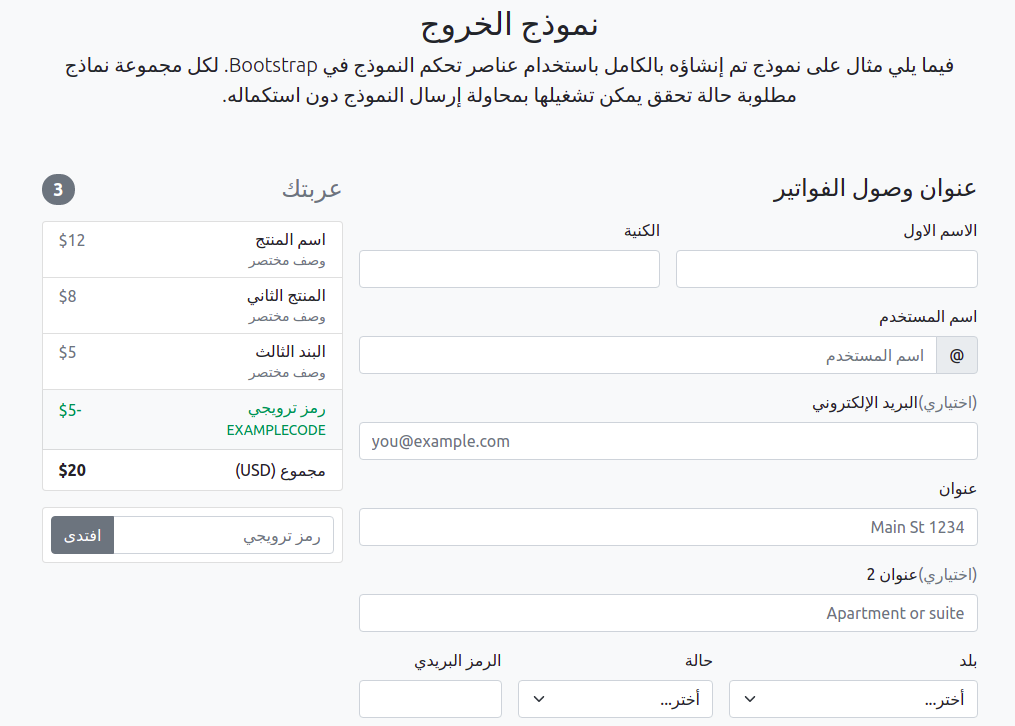 نموذج الخروج
فيما يلي مثال على نموذج تم إنشاؤه بالكامل باستخدام عناصر تحكم النموذج في Bootstrap. لكل مجموعة نماذج
مطلوبة حالة تحقق يمكن تشغيلها بمحاولة إرسال النموذج دون استكماله.
عنوان وصول الفواتير
الاسم الاول
الكنية
اسم المستخدم
@
اسم المستخدم
(اختياري)البريد الإلكتروني
you@example.com
عنوان
Main St 1234
(اختياري)عنوان 2
Apartment or suite
بلد
حالة
الرمز البريدي
أختر...
أختر...
عربتك
3
اسم المنتج
$12
وصف مختصر
المنتج الثاني
$8
وصف مختصر
البند الثالث
$5
وصف مختصر
رمز ترويجي
$5-
EXAMPLECODE
مجموع (USD)
$20
رمز ترويجي
افتدى